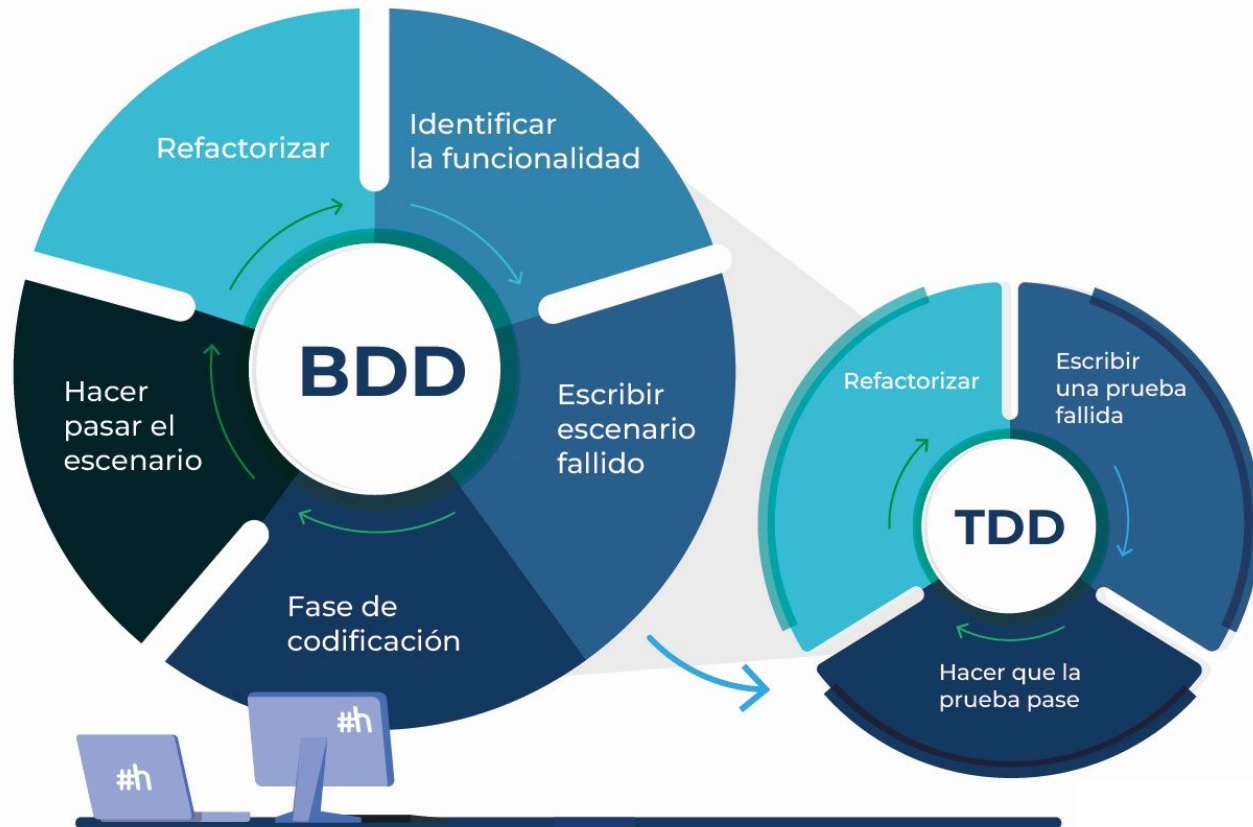 Refactorizar
Identificar
la funcionalidad
BDD
Hacer
pasar el
escenario
Escribir
escenario
fallido
Fase de
codificación
Refactorizar
Escribir
una prueba
fallida
TDD
Hacer que la
prueba pase
#h
#h